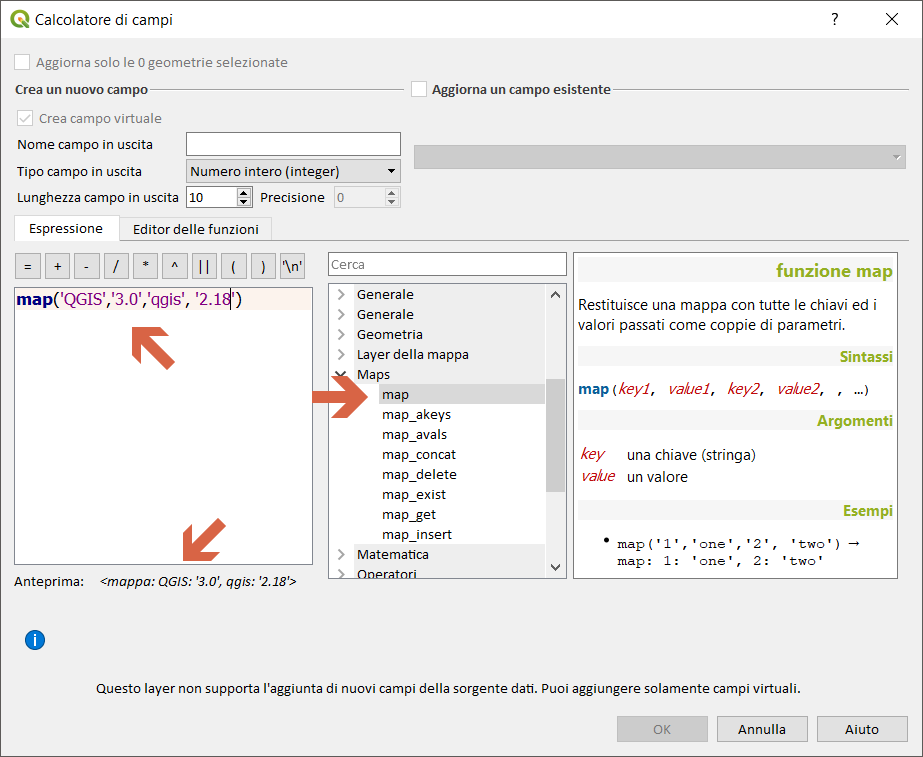 Calcolatore di campi
?
Aggiorna solo le 0 geometrie selezionate
Crea un nuovo campo
Aggiorna un campo esistente
Crea campo virtuale
Nome campo in uscita
Tipo campo in uscita
Numero intero (integer)
Lunghezza campo in uscita
10
Precisione
0
Espressione
Editor delle funzioni
= + - / * ^ || ( ) '\n'
map('QGIS','3.0','qgis', '2.18')
Anteprima: <mappa: QGIS: '3.0', qgis: '2.18'>
Cerca
Generale
Generale
Geometria
Layer della mappa
Maps
map
map_akeys
map_avals
map_concat
map_delete
map_exist
map_get
map_insert
Matematica
Operatori
funzione map
Restituisce una mappa con tutte le chiavi ed i
valori passati come coppie di parametri.
Sintassi
map(key1, value1, key2, value2, , …)
Argomenti
key una chiave (stringa)
value un valore
Esempi
• map('1','one','2', 'two') →
map: 1: 'one', 2: 'two'
i
Questo layer non supporta l'aggiunta di nuovi campi della sorgente dati. Puoi aggiungere solamente campi virtuali.
OK
Annulla
Aiuto